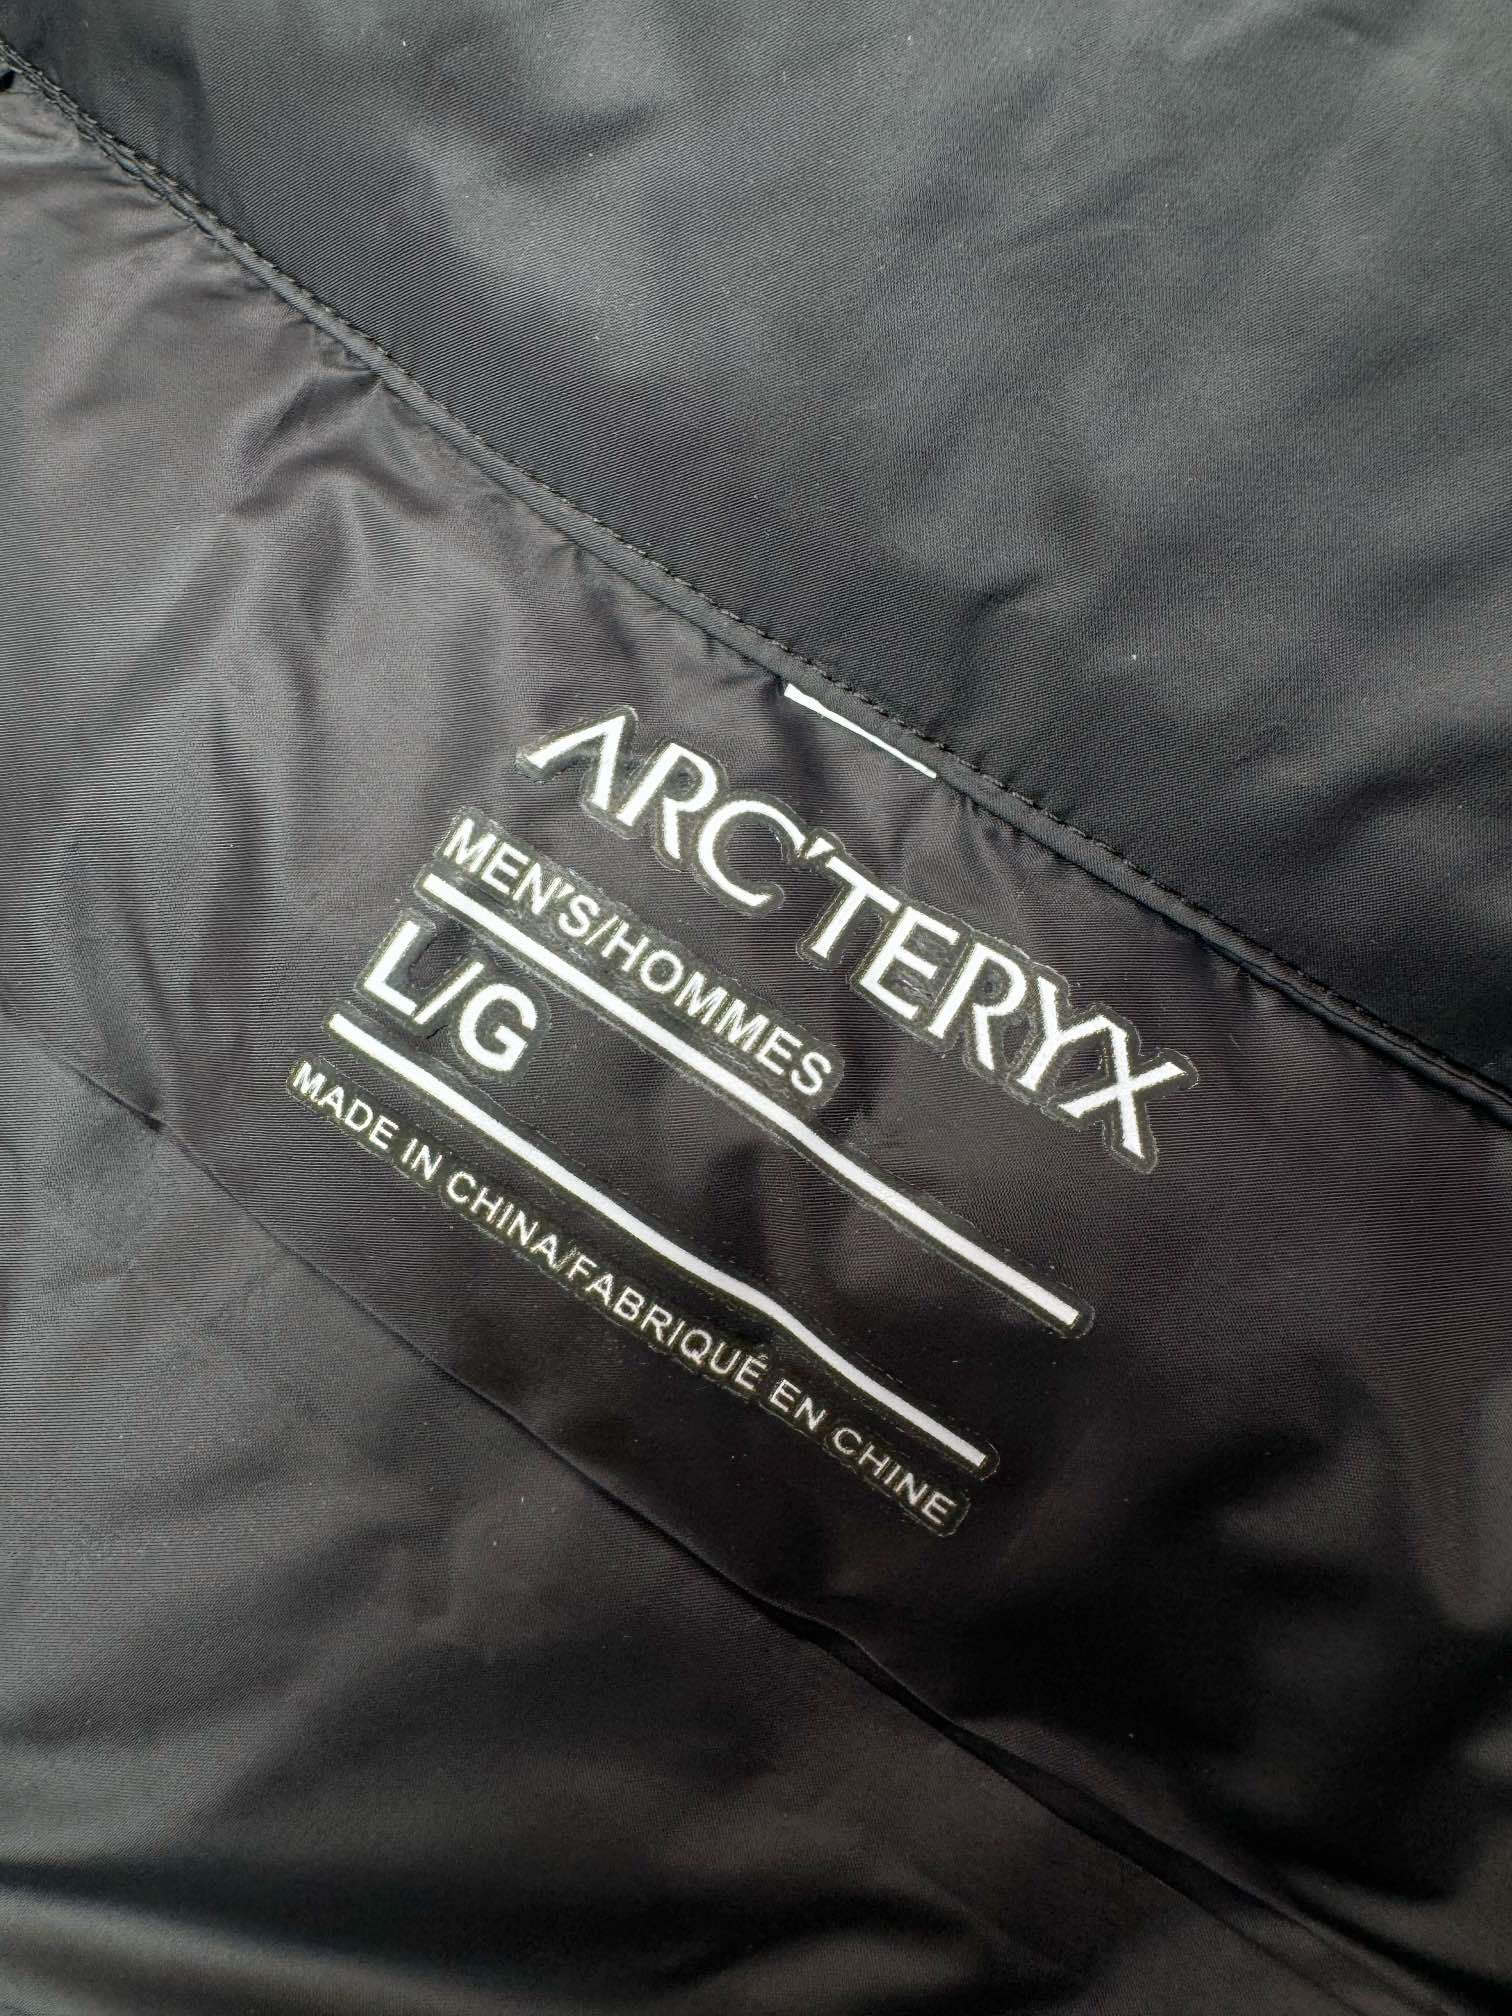 ARC'TERYX
MEN'S/HOMMES
L/G
MADE IN CHINA/FABRIQUÉ EN CHINE